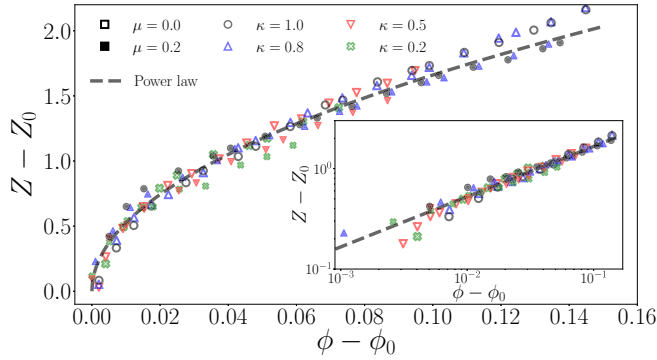 μ = 0.0 κ = 1.0 κ = 0.5
μ = 0.2 κ = 0.8 κ = 0.2
Power law
Z − Z₀
2.0
1.5
1.0
0.5
0.0
0.00 0.02 0.04 0.06 0.08 0.10 0.12 0.14 0.16
ϕ − ϕ₀
Z − Z₀
10⁰
10⁻¹
10⁻³ 10⁻² 10⁻¹
ϕ − ϕ₀